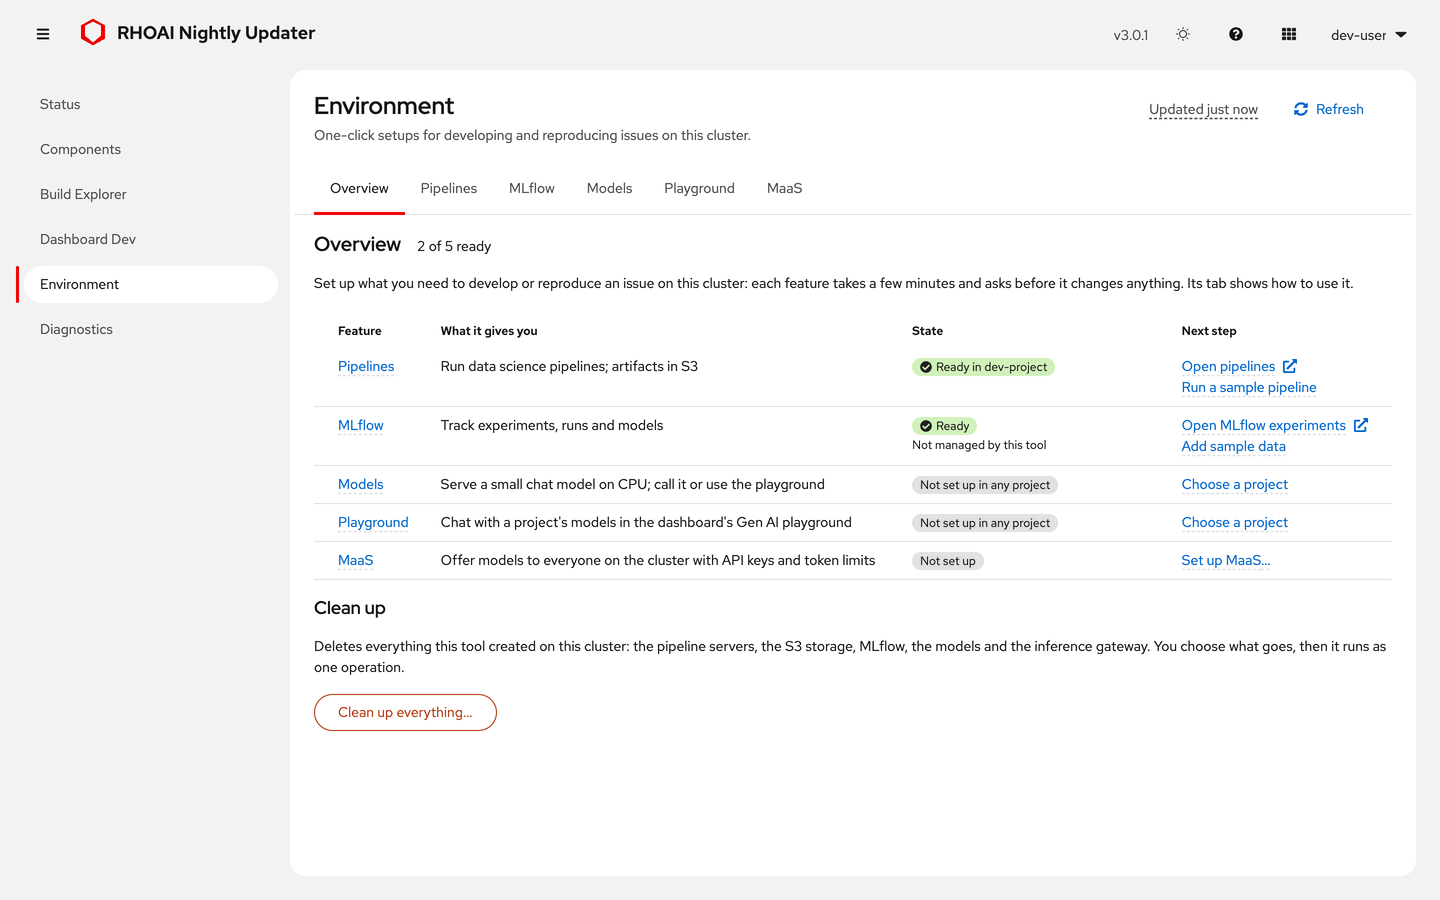 RHOAI Nightly Updater
v3.0.1
dev-user
Status
Components
Build Explorer
Dashboard Dev
Environment
Diagnostics
Environment
One-click setups for developing and reproducing issues on this cluster.
Updated just now
Refresh
Overview Pipelines MLflow Models Playground MaaS
Overview 2 of 5 ready
Set up what you need to develop or reproduce an issue on this cluster: each feature takes a few minutes and asks before it changes anything. Its tab shows how to use it.
Feature What it gives you State Next step
Pipelines Run data science pipelines; artifacts in S3 Ready in dev-project Open pipelines
Run a sample pipeline
MLflow Track experiments, runs and models Ready Open MLflow experiments
Not managed by this tool Add sample data
Models Serve a small chat model on CPU; call it or use the playground Not set up in any project Choose a project
Playground Chat with a project's models in the dashboard's Gen AI playground Not set up in any project Choose a project
MaaS Offer models to everyone on the cluster with API keys and token limits Not set up Set up MaaS...
Clean up
Deletes everything this tool created on this cluster: the pipeline servers, the S3 storage, MLflow, the models and the inference gateway. You choose what goes, then it runs as
one operation.
Clean up everything...